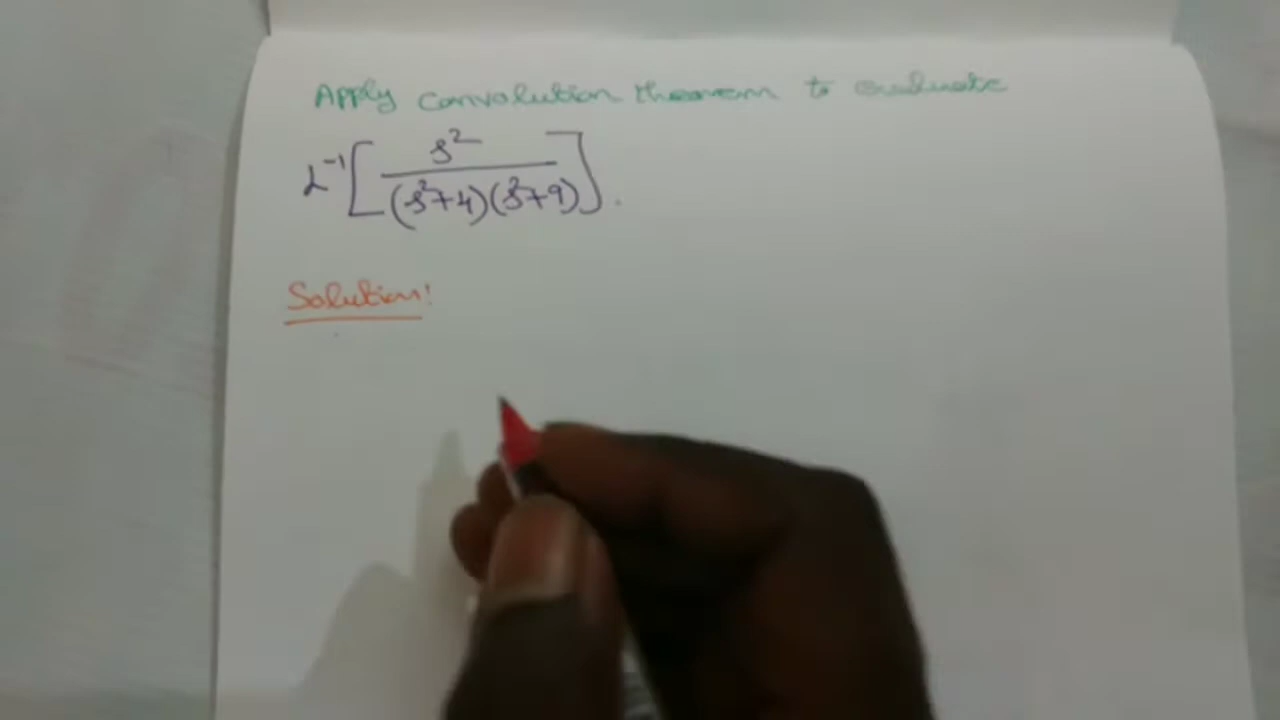 Apply convolution theorem to evaluate
L⁻¹[s²/((s²+4)(s²+9))].
Solution: